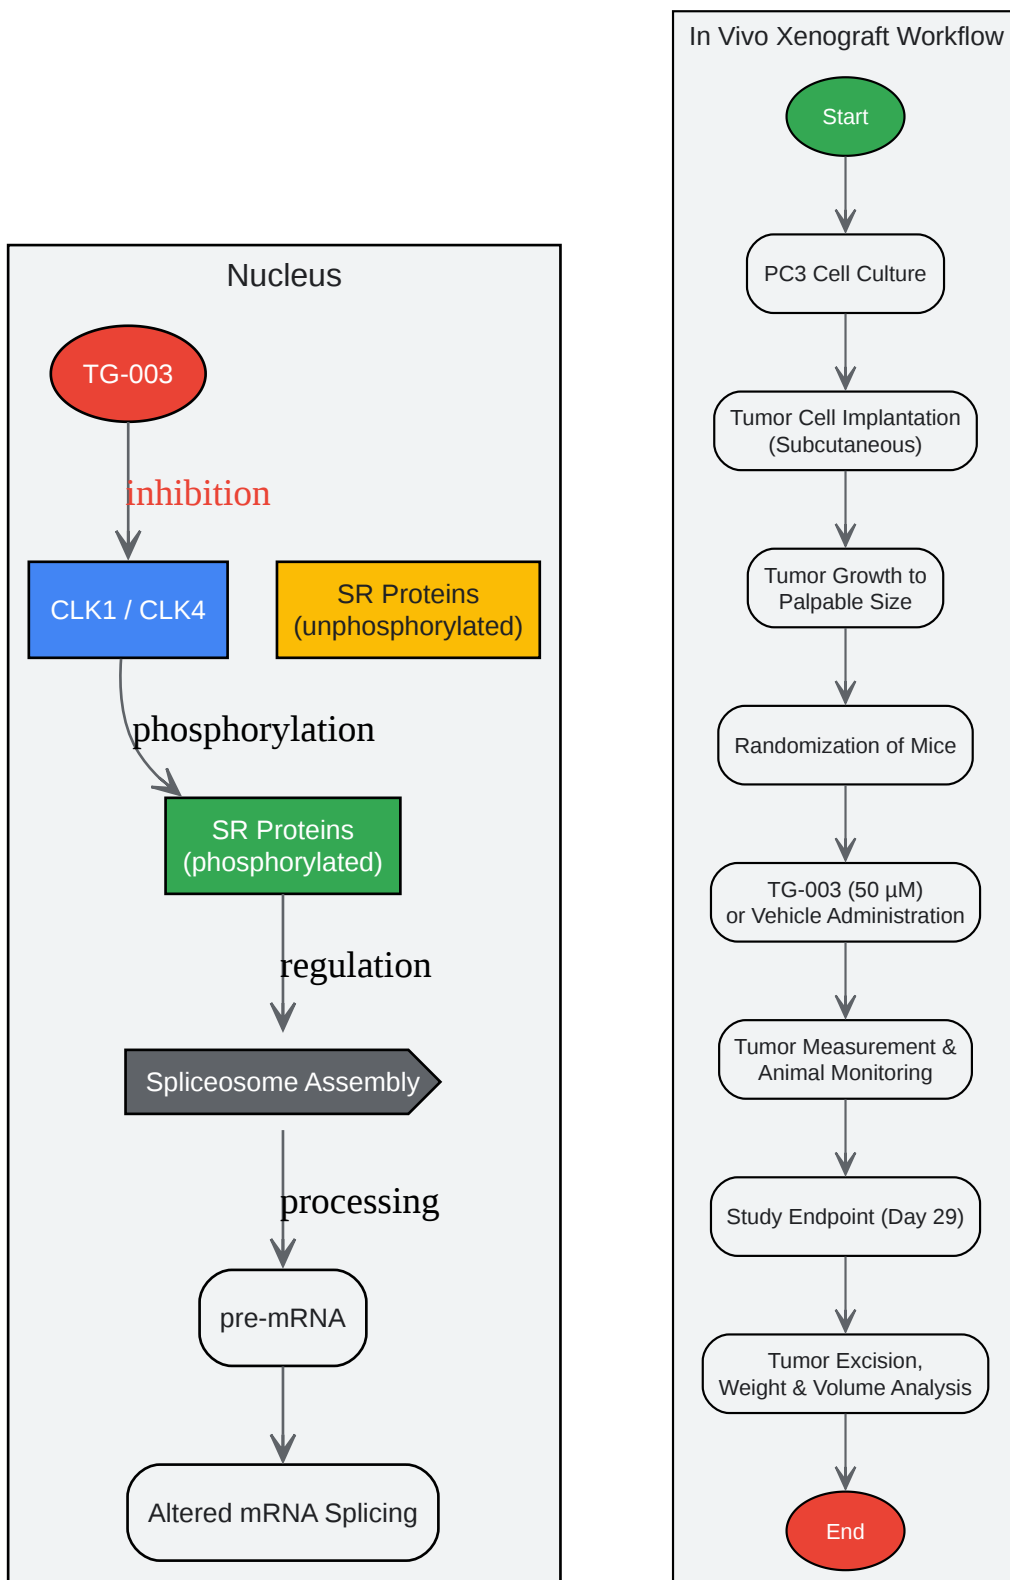 Nucleus
TG-003
inhibition
CLK1 / CLK4
SR Proteins
(unphosphorylated)
phosphorylation
SR Proteins
(phosphorylated)
regulation
Spliceosome Assembly
processing
pre-mRNA
Altered mRNA Splicing
In Vivo Xenograft Workflow
Start
PC3 Cell Culture
Tumor Cell Implantation
(Subcutaneous)
Tumor Growth to
Palpable Size
Randomization of Mice
TG-003 (50 µM)
or Vehicle Administration
Tumor Measurement &
Animal Monitoring
Study Endpoint (Day 29)
Tumor Excision,
Weight & Volume Analysis
End